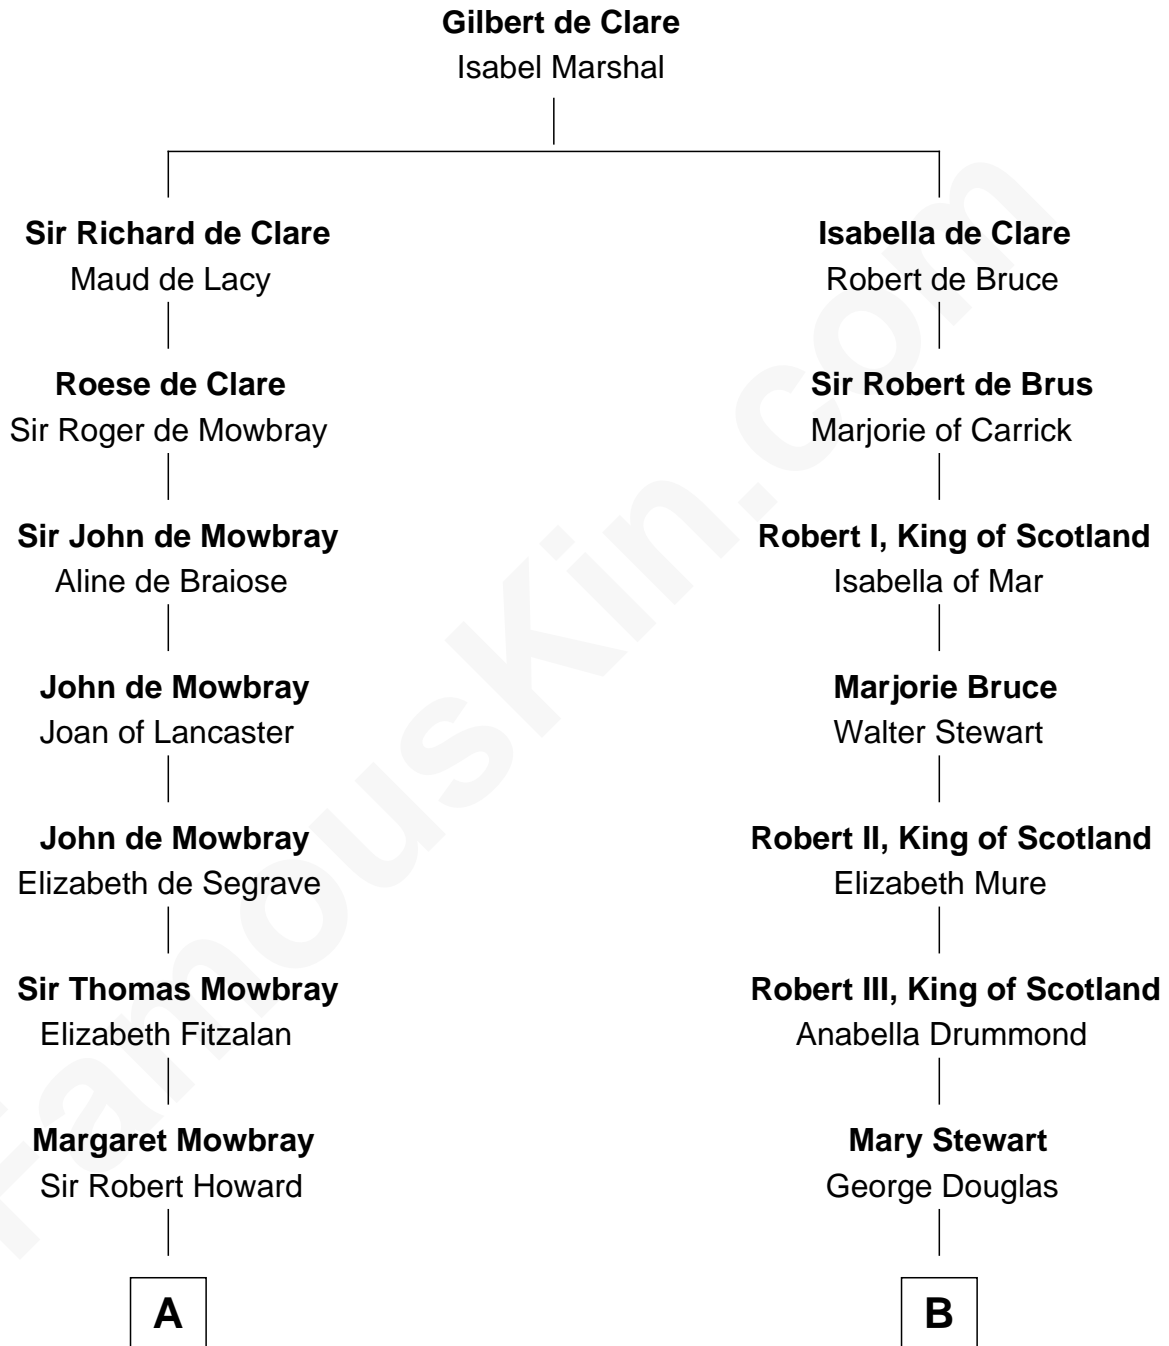 Gilbert de Clare
Isabel Marshal
Sir Richard de Clare
Maud de Lacy
Isabella de Clare
Robert de Bruce
Roese de Clare
Sir Roger de Mowbray
Sir Robert de Brus
Marjorie of Carrick
Sir John de Mowbray
Aline de Braiose
Robert I, King of Scotland
Isabella of Mar
John de Mowbray
Joan of Lancaster
Marjorie Bruce
Walter Stewart
John de Mowbray
Elizabeth de Segrave
Robert II, King of Scotland
Elizabeth Mure
Sir Thomas Mowbray
Elizabeth Fitzalan
Robert III, King of Scotland
Anabella Drummond
Margaret Mowbray
Sir Robert Howard
Mary Stewart
George Douglas
A
B
FamousKin.com